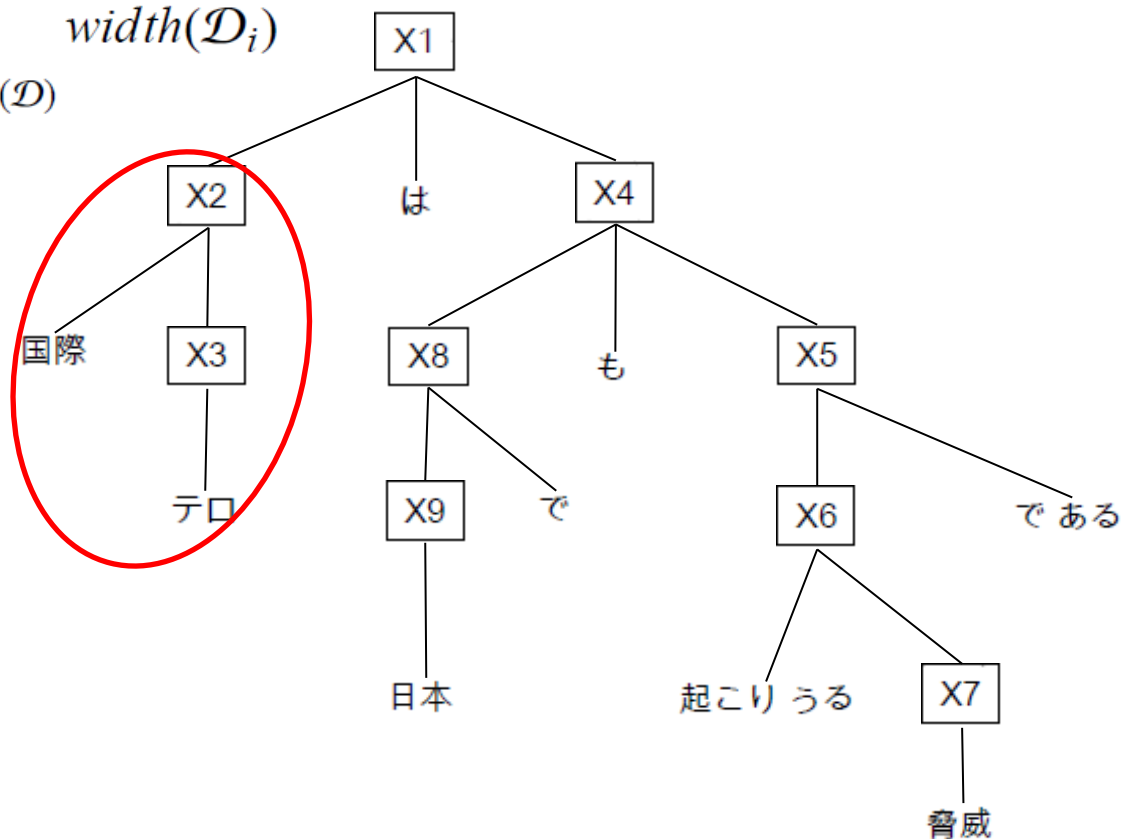 width(𝒟ᵢ)
X1
(𝒟)
X2
は
X4
国際
X3
X8
も
X5
テロ
X9
で
X6
で ある
日本
起こり うる
X7
脅威